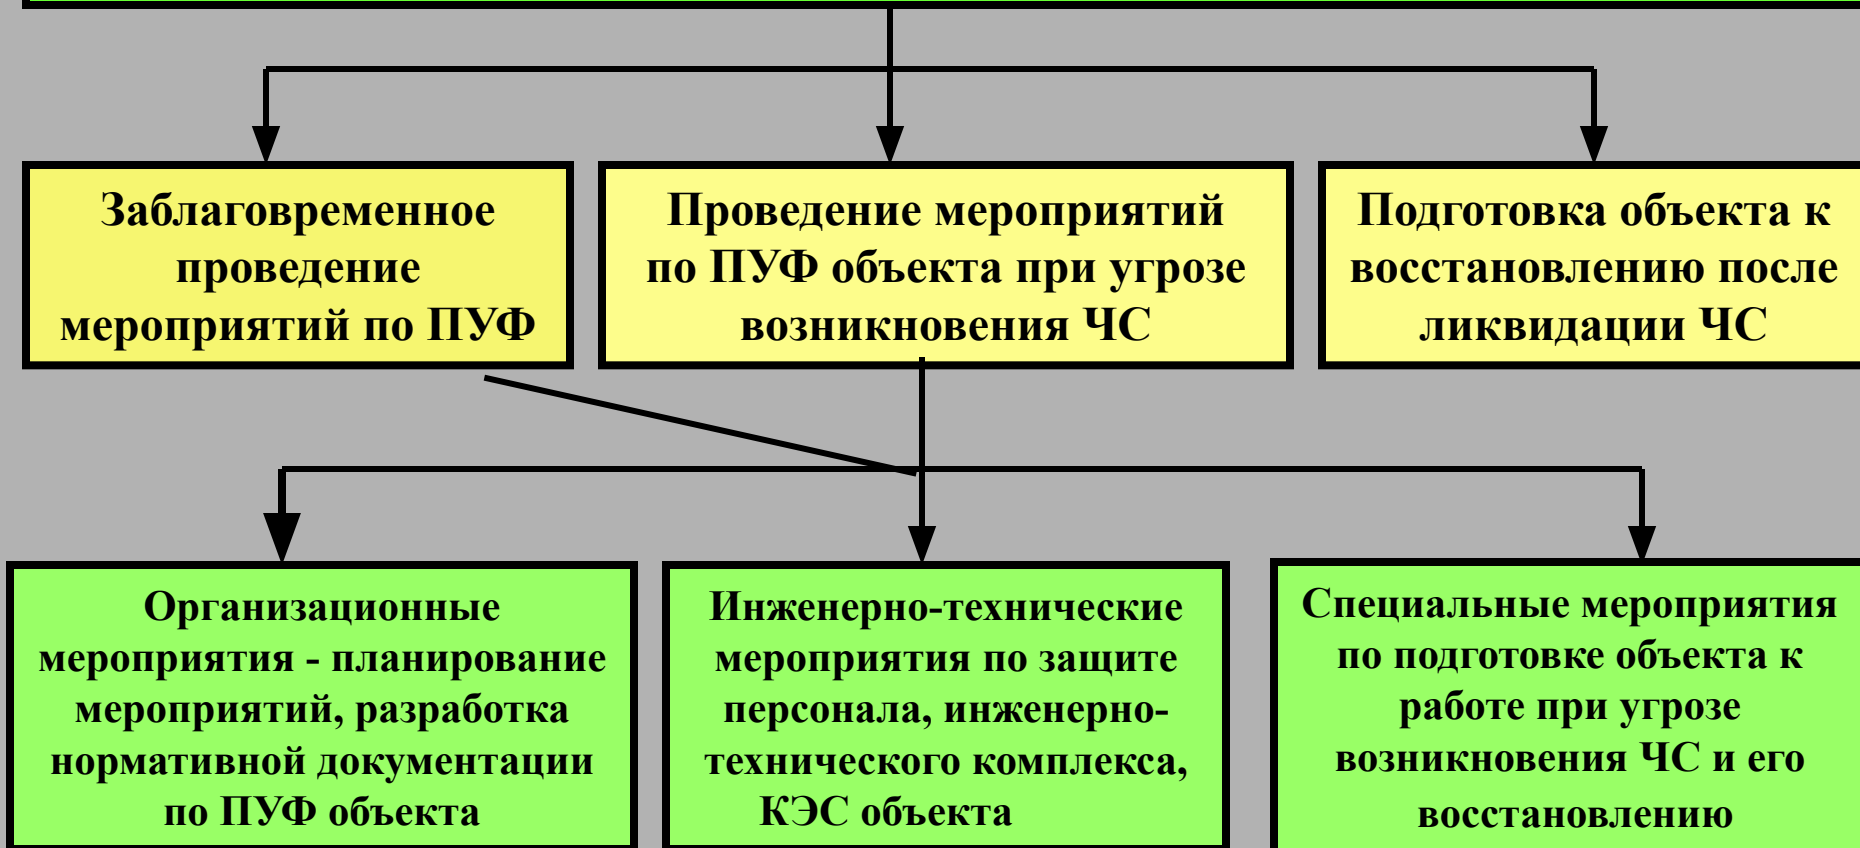 Заблаговременное
проведение
мероприятий по ПУФ
Проведение мероприятий
по ПУФ объекта при угрозе
возникновения ЧС
Подготовка объекта к
восстановлению после
ликвидации ЧС
Организационные
мероприятия - планирование
мероприятий, разработка
нормативной документации
по ПУФ объекта
Инженерно-технические
мероприятия по защите
персонала, инженерно-
технического комплекса,
КЭС объекта
Специальные мероприятия
по подготовке объекта к
работе при угрозе
возникновения ЧС и его
восстановлению